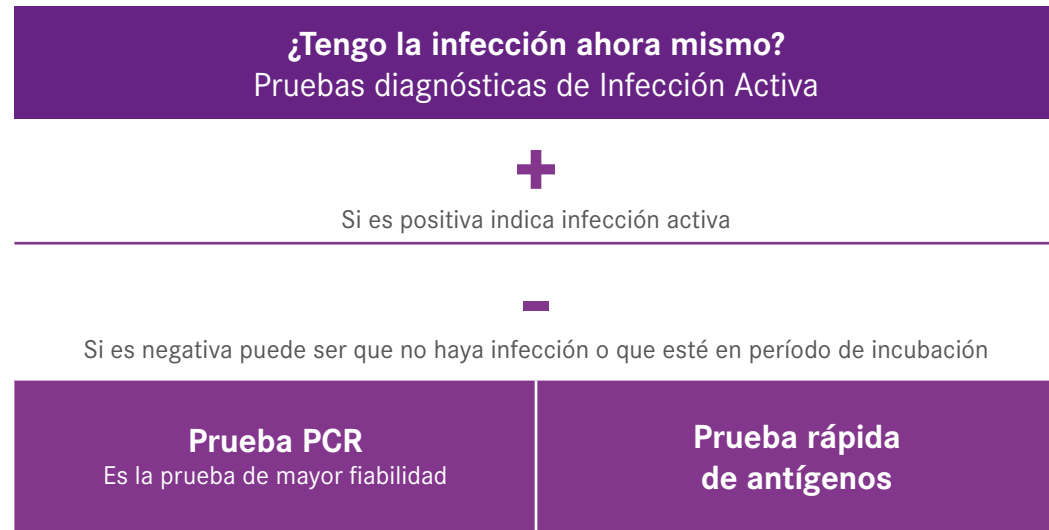 ¿Tengo la infección ahora mismo?
Pruebas diagnósticas de Infección Activa
+
Si es positiva indica infección activa
-
Si es negativa puede ser que no haya infección o que esté en período de incubación
Prueba PCR
Es la prueba de mayor fiabilidad
Prueba rápida
de antígenos